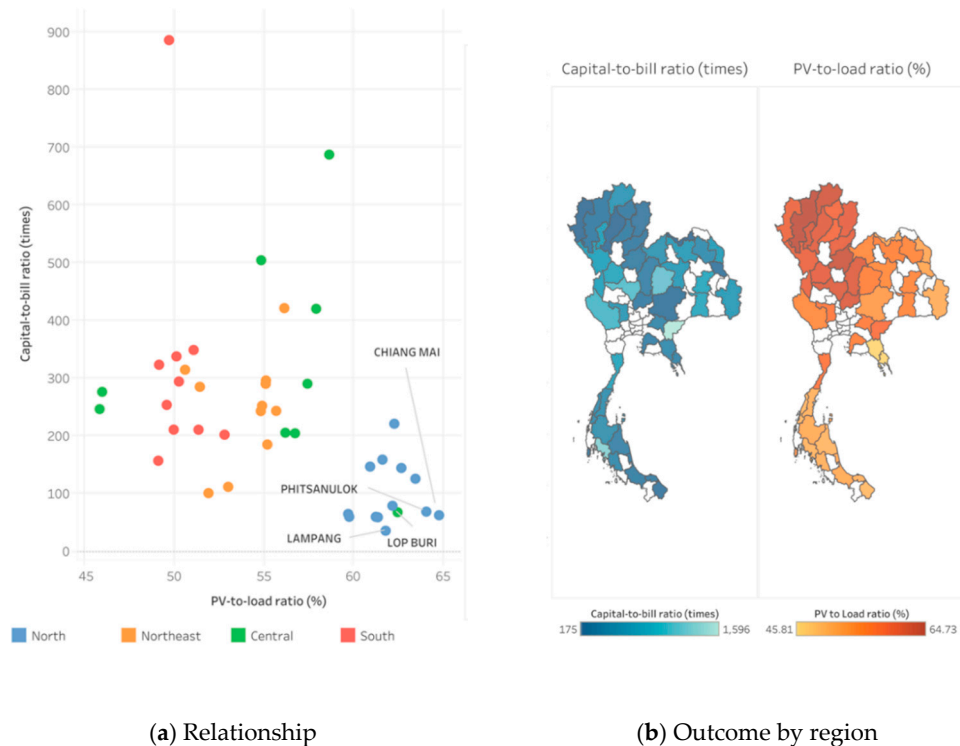 900
800
700
600
500
400
300
200
100
0
Capital-to-bill ratio (times)
CHIANG MAI
PHITSANULOK
LAMPANG
LOP BURI
45 50 55 60 65
PV-to-load ratio (%)
North Northeast Central South
Capital-to-bill ratio (times) PV-to-load ratio (%)
Capital-to-bill ratio (times) PV to Load ratio (%)
175 1,596 45.81 64.73
(a) Relationship (b) Outcome by region